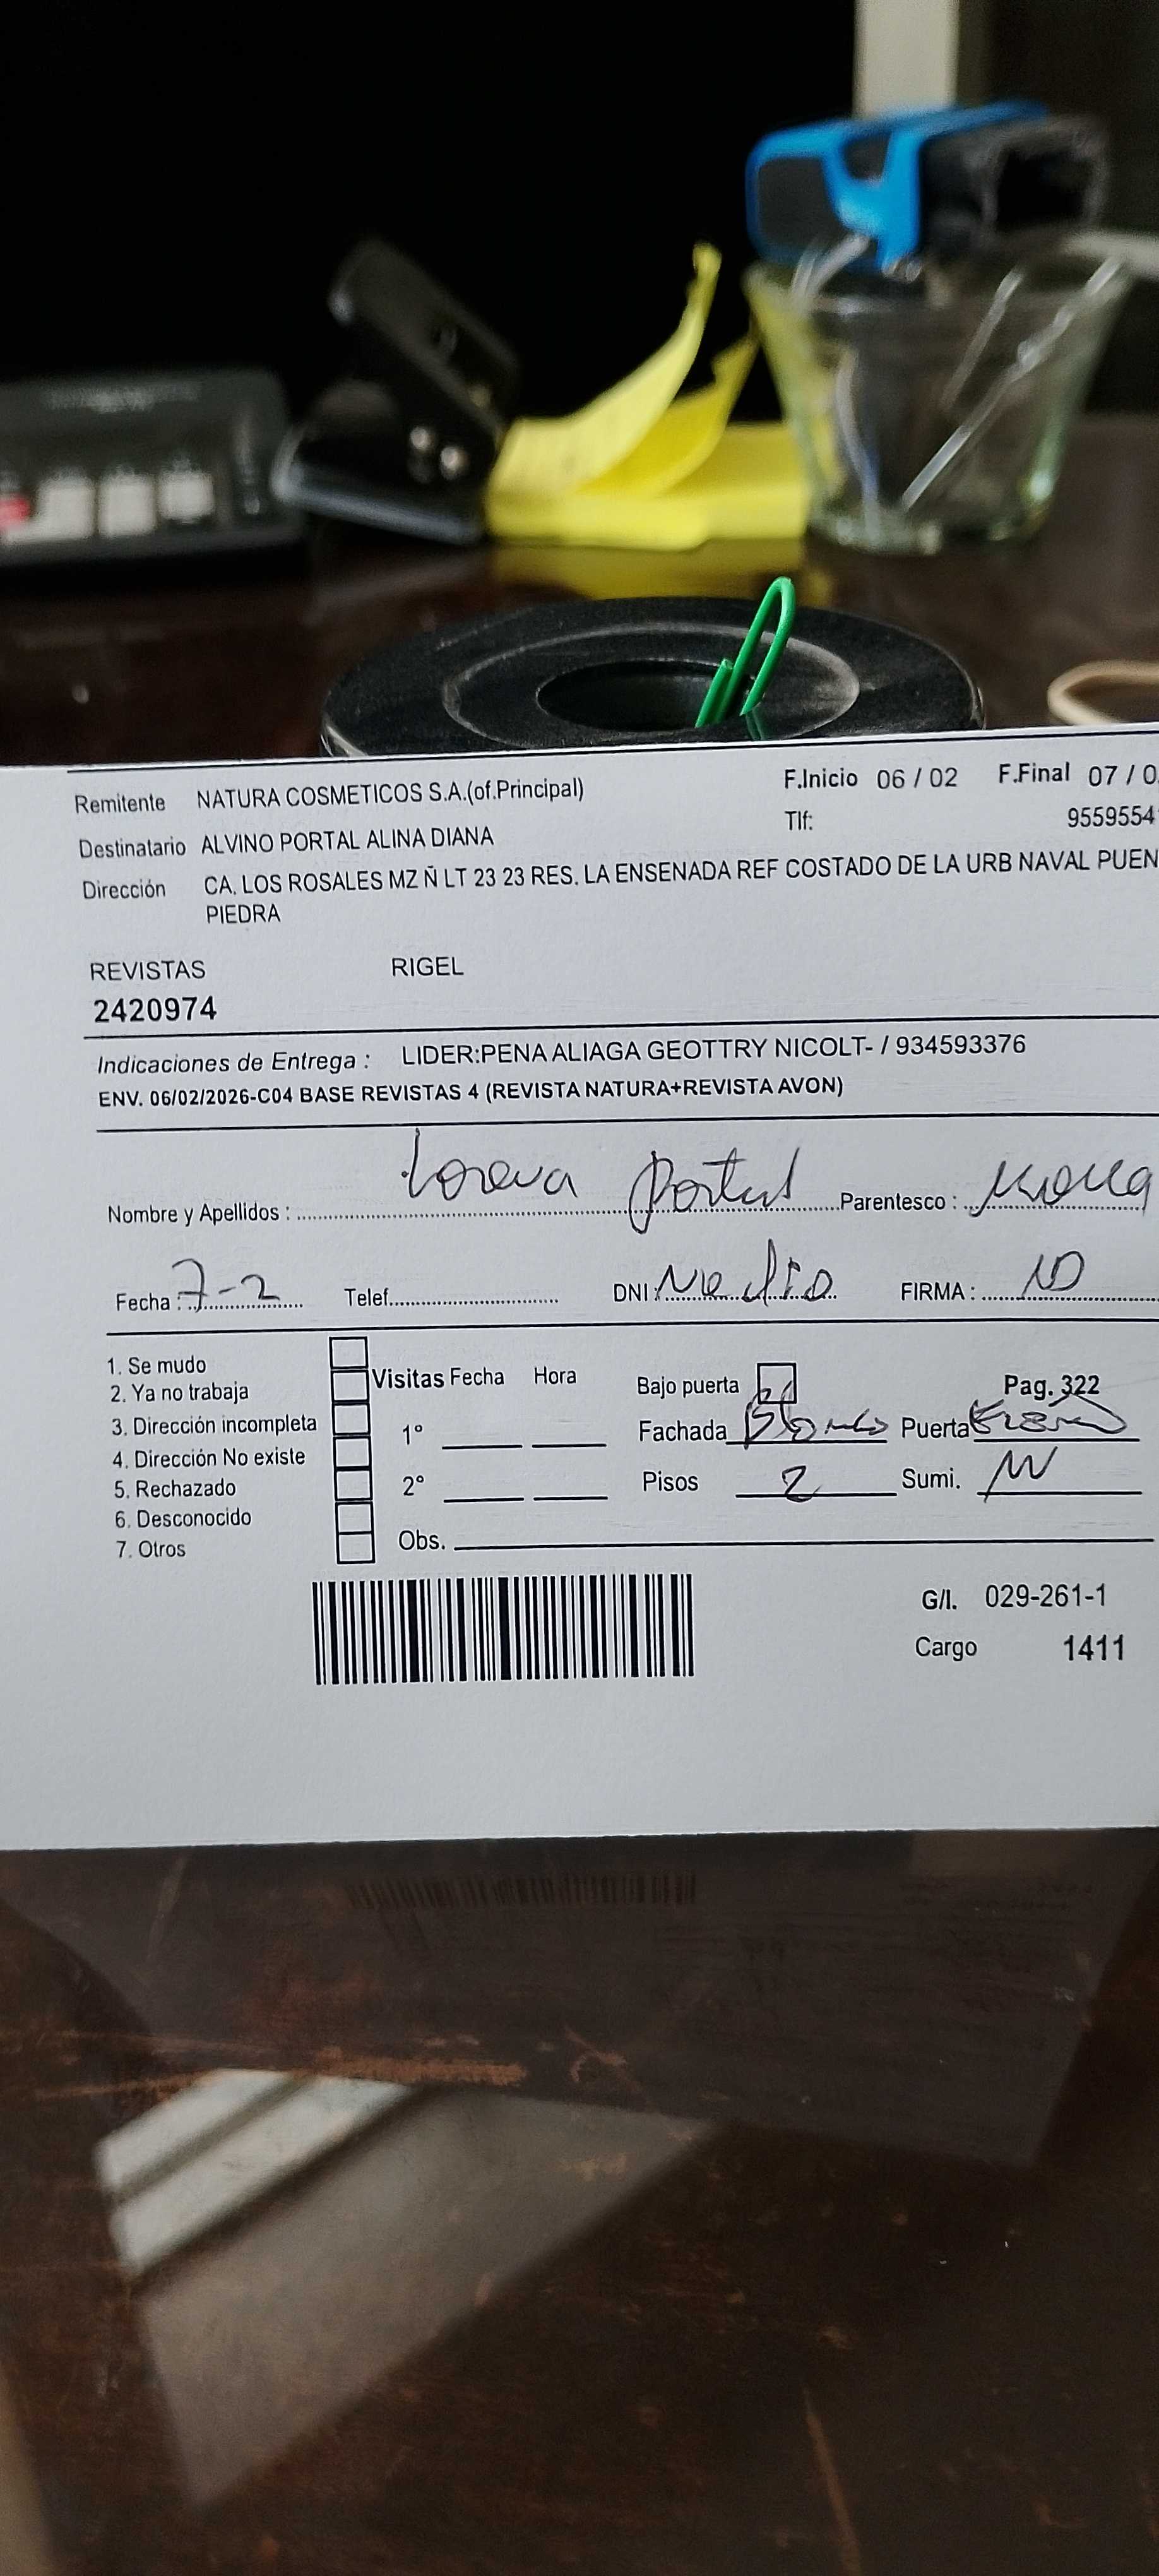 Remitente NATURA COSMETICOS S.A.(of.Principal) F.Inicio 06 / 02 F.Final 07 / 0
Tlf: 9559554
Destinatario ALVINO PORTAL ALINA DIANA
Dirección CA. LOS ROSALES MZ Ñ LT 23 23 RES. LA ENSENADA REF COSTADO DE LA URB NAVAL PUEN
PIEDRA
REVISTAS RIGEL
2420974
Indicaciones de Entrega : LIDER:PENA ALIAGA GEOTTRY NICOLT- / 934593376
ENV. 06/02/2026-C04 BASE REVISTAS 4 (REVISTA NATURA+REVISTA AVON)
Nombre y Apellidos : Lorena Portal Parentesco :
Fecha : 7-2 Telef. DNI : FIRMA :
1. Se mudo
2. Ya no trabaja
3. Dirección incompleta
4. Dirección No existe
5. Rechazado
6. Desconocido
7. Otros
Visitas Fecha Hora
1°
2°
Obs.
Bajo puerta Pag. 322
Fachada Blanco Puerta
Pisos 2 Sumi.
G/I. 029-261-1
Cargo 1411